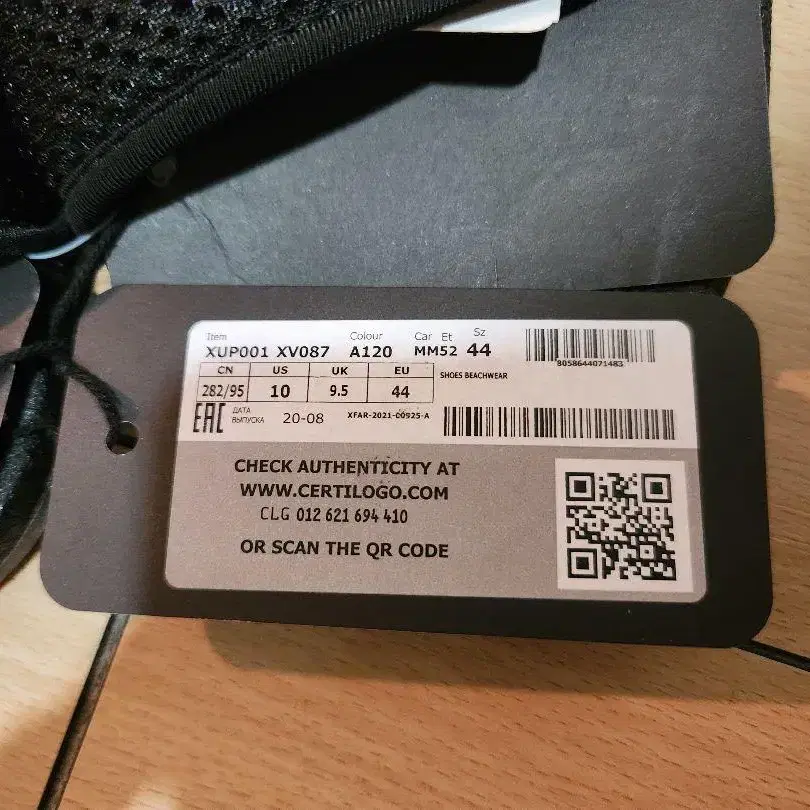 Item Colour Car Et Sz
XUP001 XV087 A120 MM52 44
8058644071483
CN US UK EU
282/95 10 9.5 44
SHOES BEACHWEAR
EAC ДАТА ВЫПУСКА 20-08 XFAR-2021-00925-A
CHECK AUTHENTICITY AT
WWW.CERTILOGO.COM
CLG 012 621 694 410
OR SCAN THE QR CODE